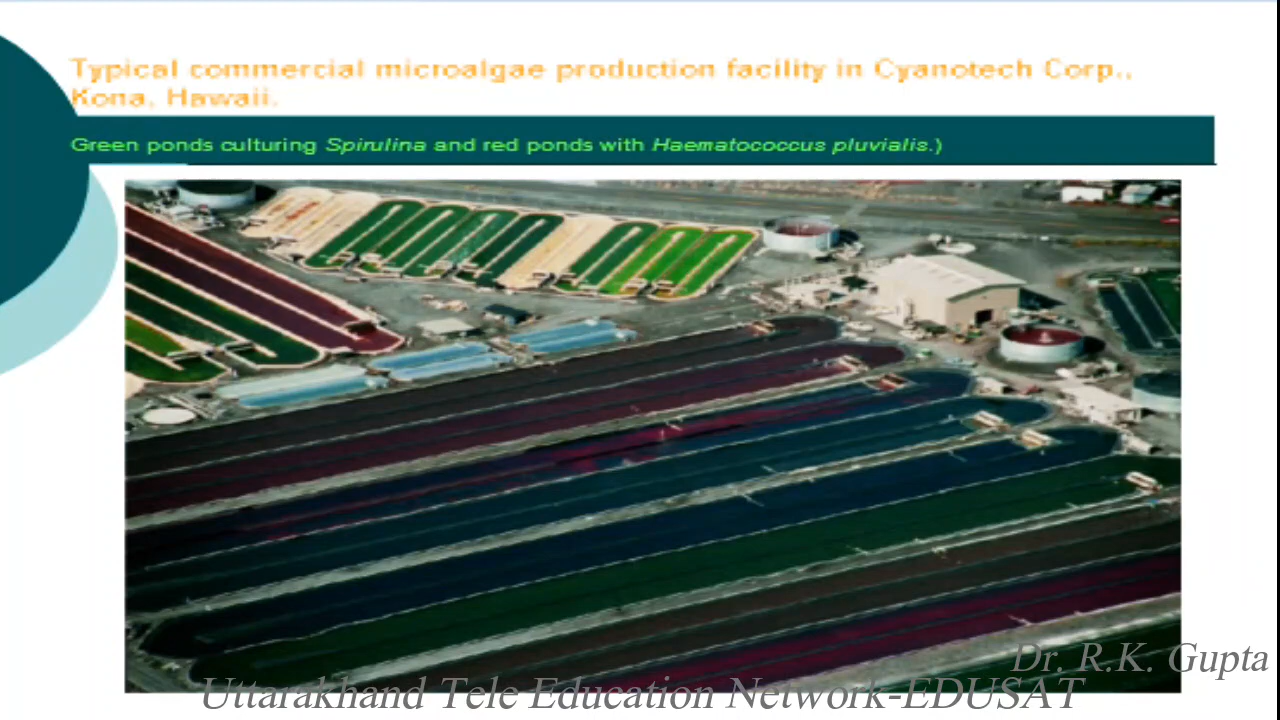 Typical commercial microalgae production facility in Cyanotech Corp.,
Kona, Hawaii.
Green ponds culturing Spirulina and red ponds with Haematococcus pluvialis.)
Dr. R.K. Gupta
Uttarakhand Tele Education Network-EDUSAT